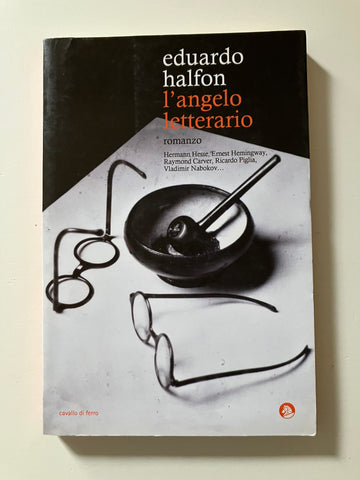 eduardo
halfon
l'angelo
letterario
romanzo
Hermann Hesse, Ernest Hemingway,
Raymond Carver, Ricardo Piglia,
Vladimir Nabokov...
cavallo di ferro